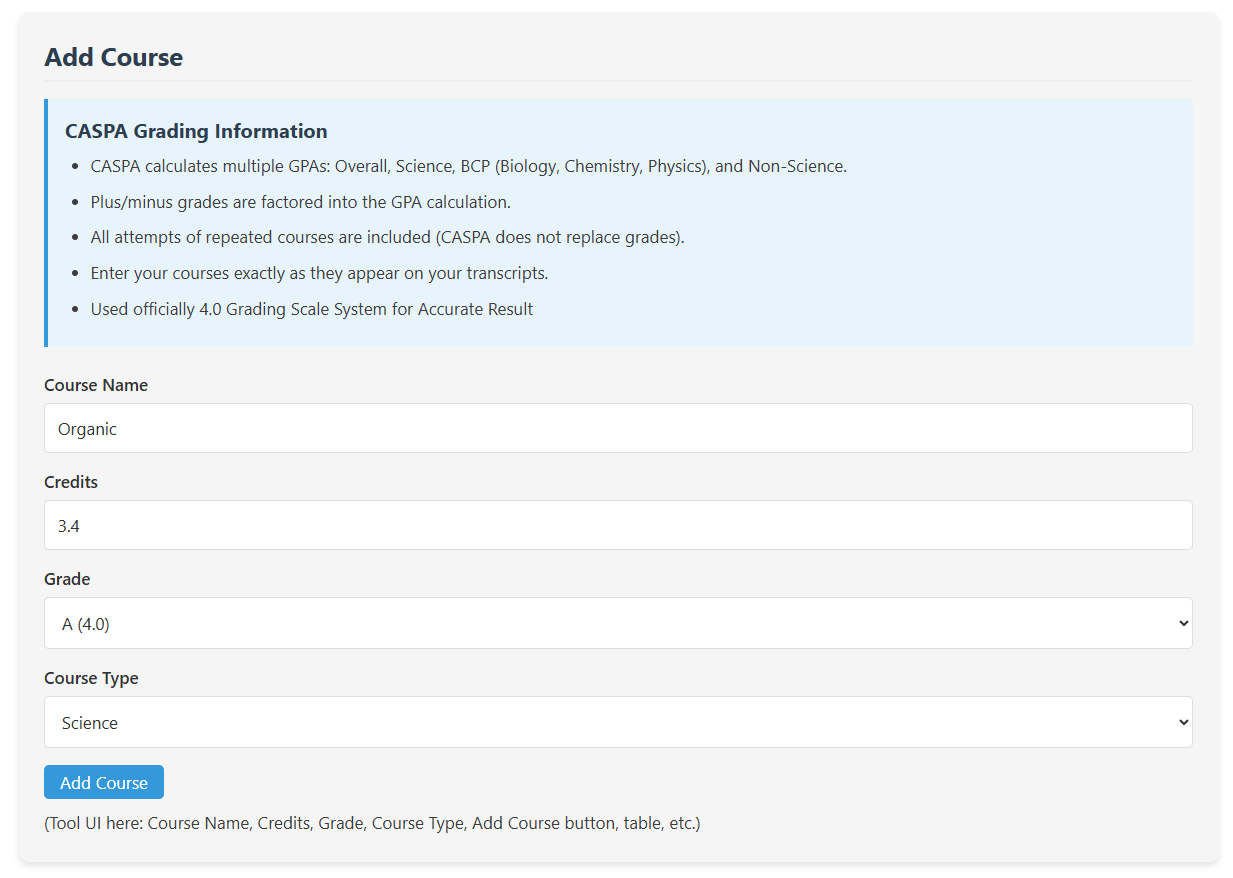 Add Course
CASPA Grading Information
CASPA calculates multiple GPAs: Overall, Science, BCP (Biology, Chemistry, Physics), and Non-Science.
Plus/minus grades are factored into the GPA calculation.
All attempts of repeated courses are included (CASPA does not replace grades).
Enter your courses exactly as they appear on your transcripts.
Used officially 4.0 Grading Scale System for Accurate Result
Course Name
Organic
Credits
3.4
Grade
A (4.0)
Course Type
Science
Add Course
(Tool UI here: Course Name, Credits, Grade, Course Type, Add Course button, table, etc.)